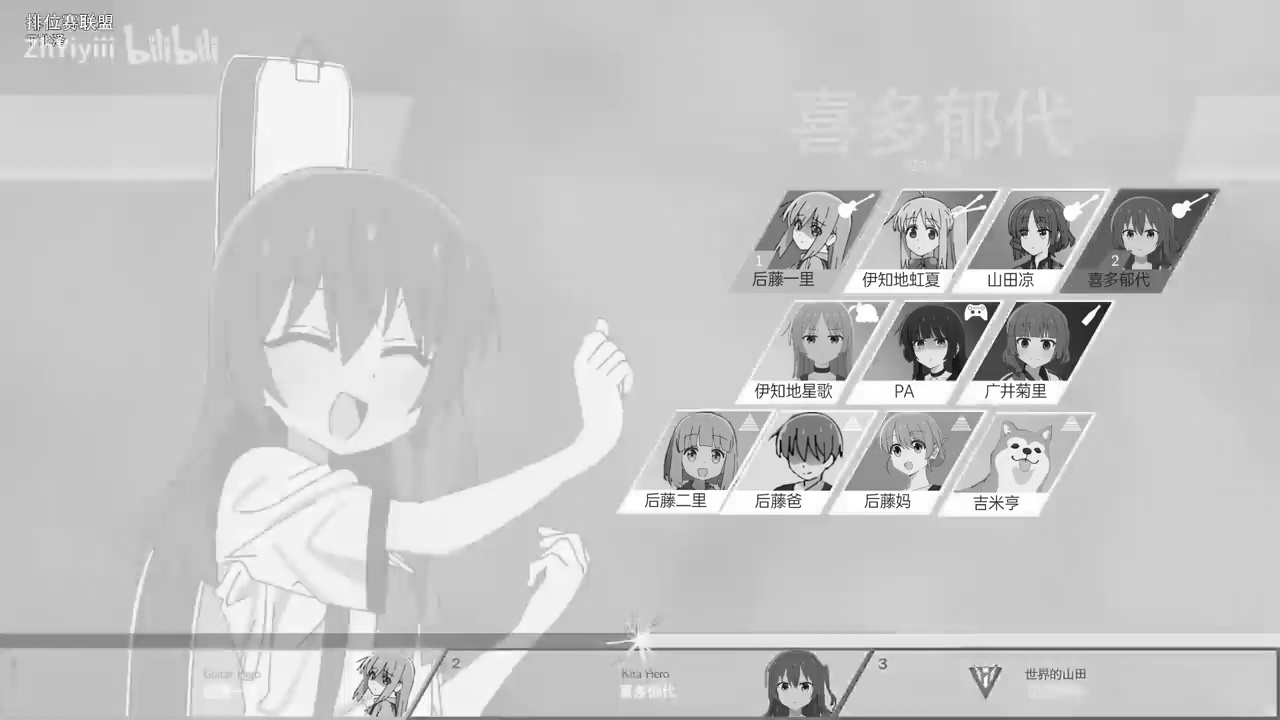 排位赛联盟
bilibili
喜多郁代
1
2
后藤一里
伊知地虹夏
山田凉
喜多郁代
伊知地星歌
PA
广井菊里
后藤二里
后藤爸
后藤妈
吉米亨
2
3
Guitar Hero
Kita Hero
世界的山田
喜多郁代